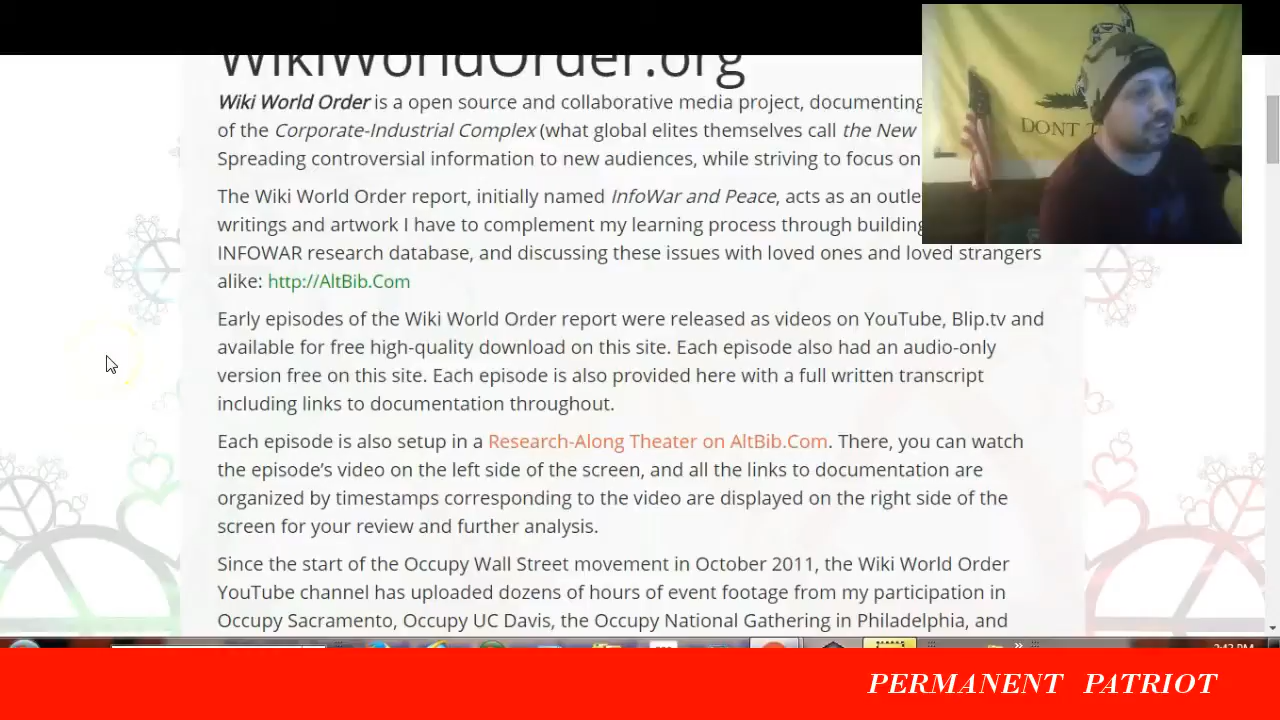 WikiWorldOrder.org
Wiki World Order is a open source and collaborative media project, documenting
of the Corporate-Industrial Complex (what global elites themselves call the New
Spreading controversial information to new audiences, while striving to focus on
The Wiki World Order report, initially named InfoWar and Peace, acts as an outle
writings and artwork I have to complement my learning process through building
INFOWAR research database, and discussing these issues with loved ones and loved strangers
alike: http://AltBib.Com
Early episodes of the Wiki World Order report were released as videos on YouTube, Blip.tv and
available for free high-quality download on this site. Each episode also had an audio-only
version free on this site. Each episode is also provided here with a full written transcript
including links to documentation throughout.
Each episode is also setup in a Research-Along Theater on AltBib.Com. There, you can watch
the episode's video on the left side of the screen, and all the links to documentation are
organized by timestamps corresponding to the video are displayed on the right side of the
screen for your review and further analysis.
Since the start of the Occupy Wall Street movement in October 2011, the Wiki World Order
YouTube channel has uploaded dozens of hours of event footage from my participation in
Occupy Sacramento, Occupy UC Davis, the Occupy National Gathering in Philadelphia, and
DONT T ME
PERMANENT PATRIOT